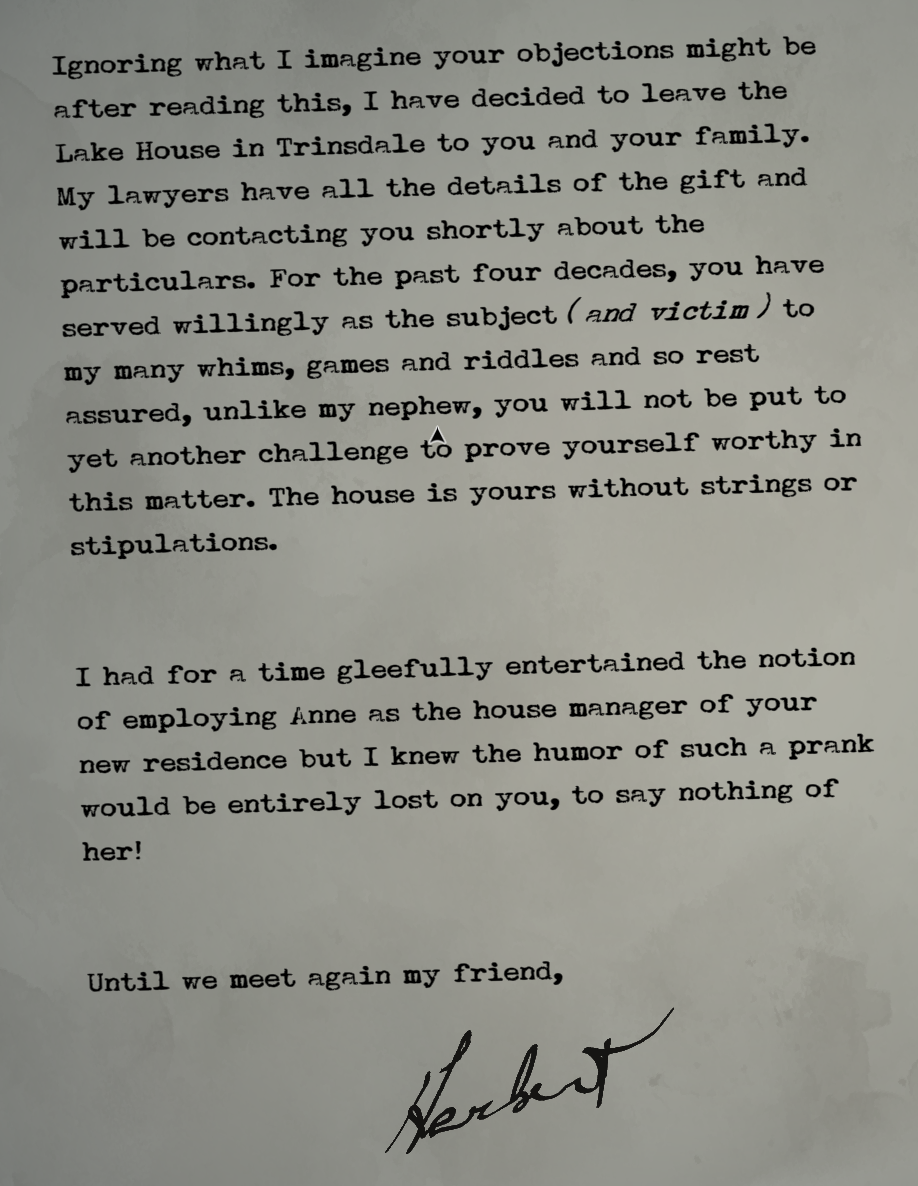 Ignoring what I imagine your objections might be
after reading this, I have decided to leave the
Lake House in Trinsdale to you and your family.
My lawyers have all the details of the gift and
will be contacting you shortly about the
particulars. For the past four decades, you have
served willingly as the subject (and victim) to
my many whims, games and riddles and so rest
assured, unlike my nephew, you will not be put to
yet another challenge to prove yourself worthy in
this matter. The house is yours without strings or
stipulations.
I had for a time gleefully entertained the notion
of employing Anne as the house manager of your
new residence but I knew the humor of such a prank
would be entirely lost on you, to say nothing of
her!
Until we meet again my friend,
Herbert